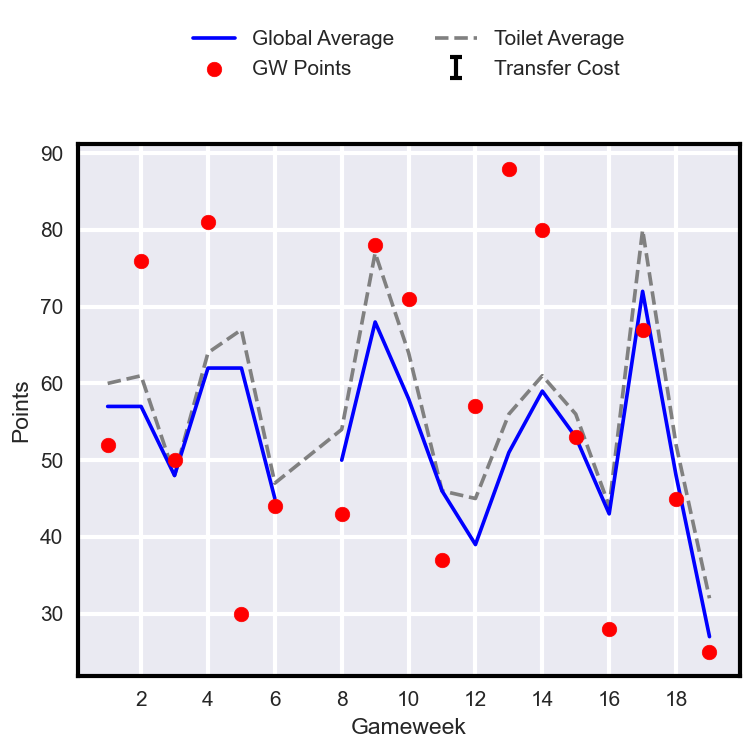 Global Average
GW Points
Toilet Average
Transfer Cost
90
80
70
60
50
40
30
Points
2 4 6 8 10 12 14 16 18
Gameweek